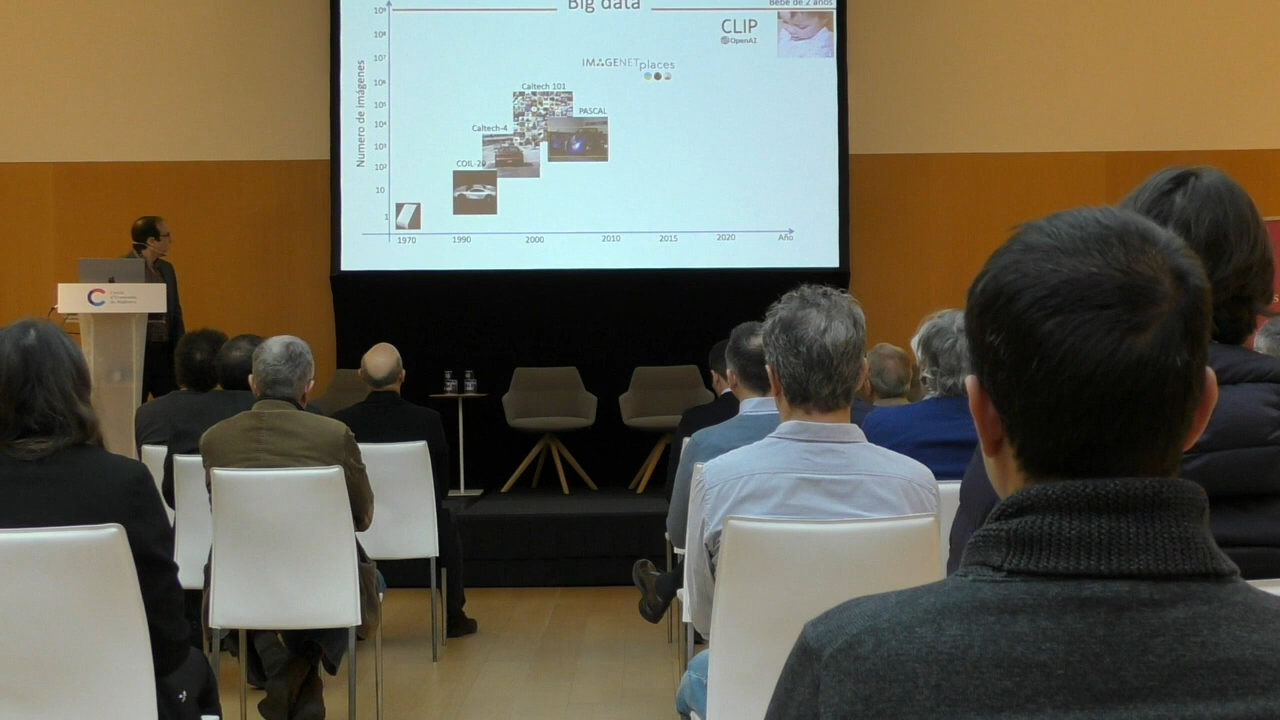 Big data
Bebé de 2 años
CLIP
OpenAI
IMAGENET
places
Caltech 101
PASCAL
Caltech-4
COIL-20
Numero de imágenes
10⁹
10⁸
10⁷
10⁶
10⁵
10⁴
10³
10²
10
1
1970
1990
2000
2010
2015
2020
Año